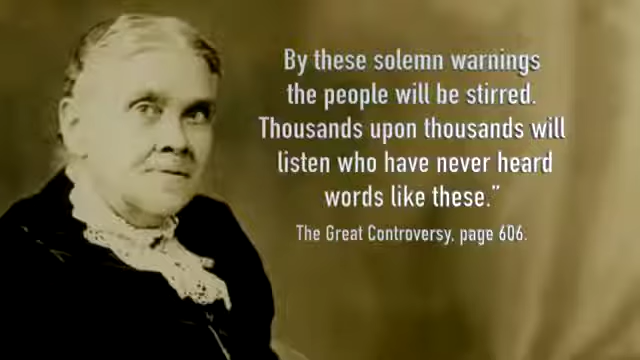 By these solemn warnings
the people will be stirred.
Thousands upon thousands will
listen who have never heard
words like these.”
The Great Controversy, page 606.